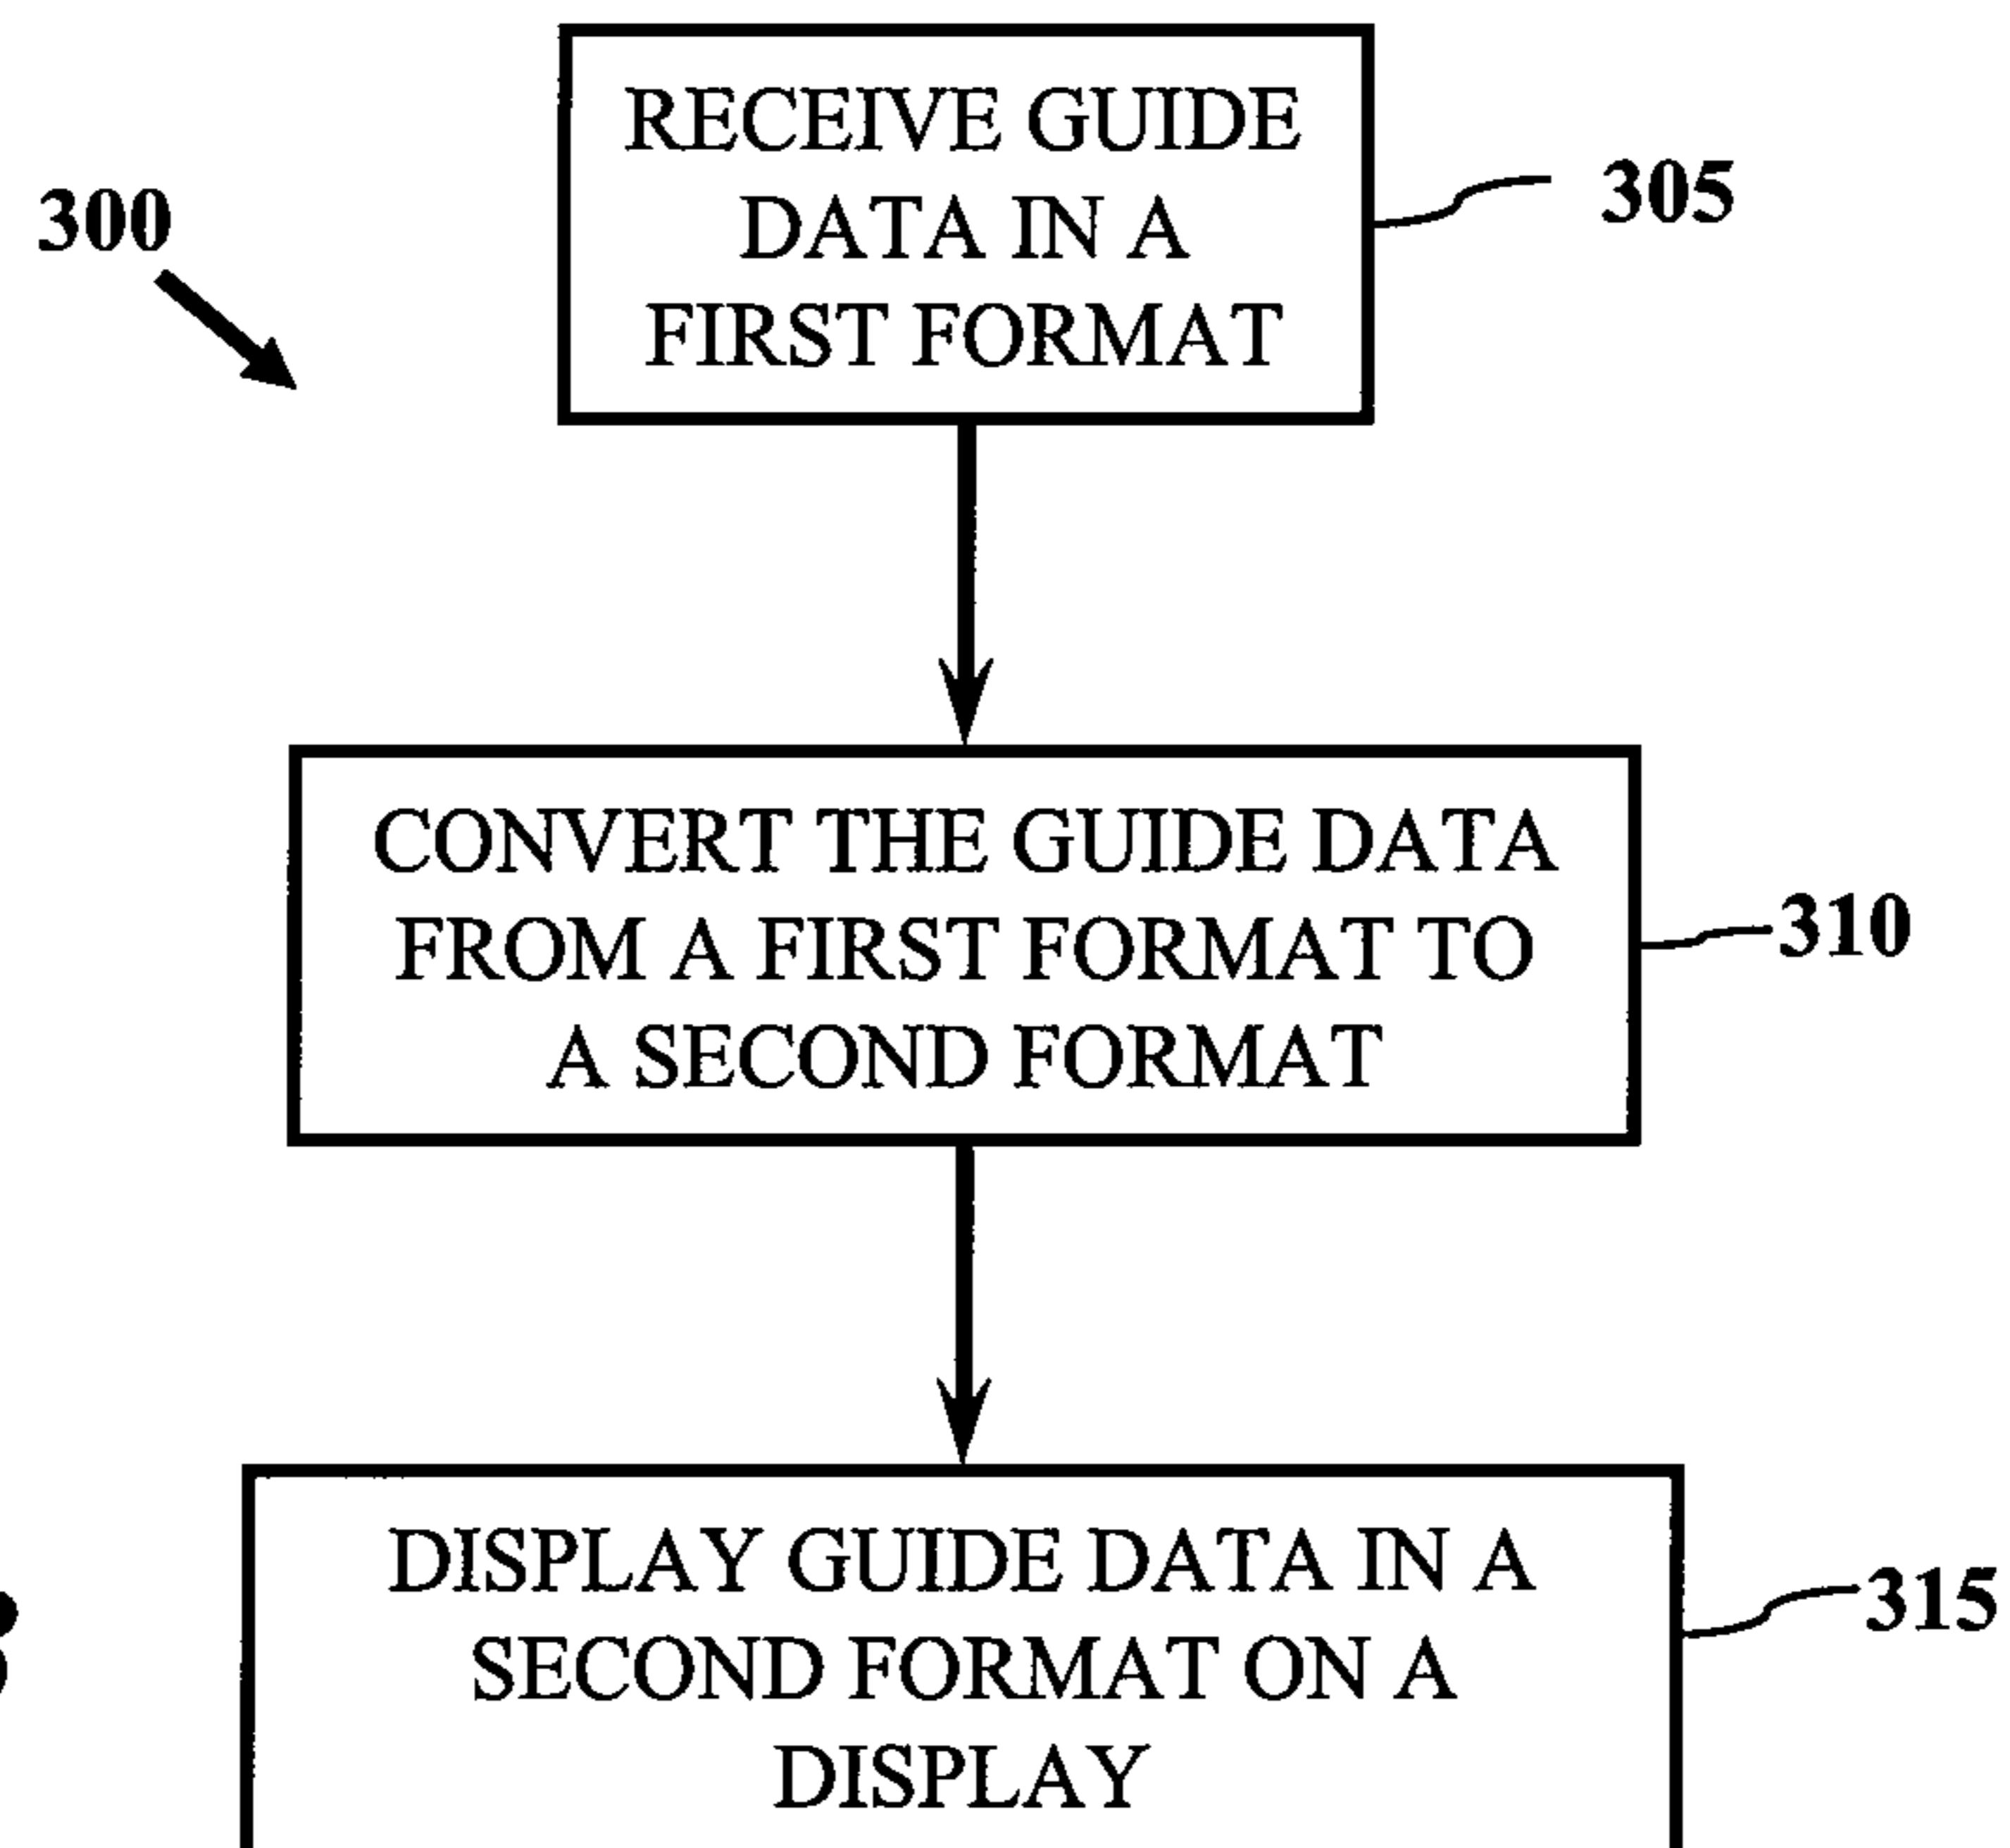 300
RECEIVE GUIDE
DATA IN A
FIRST FORMAT
305
CONVERT THE GUIDE DATA
FROM A FIRST FORMAT TO
A SECOND FORMAT
310
DISPLAY GUIDE DATA IN A
SECOND FORMAT ON A
DISPLAY
315